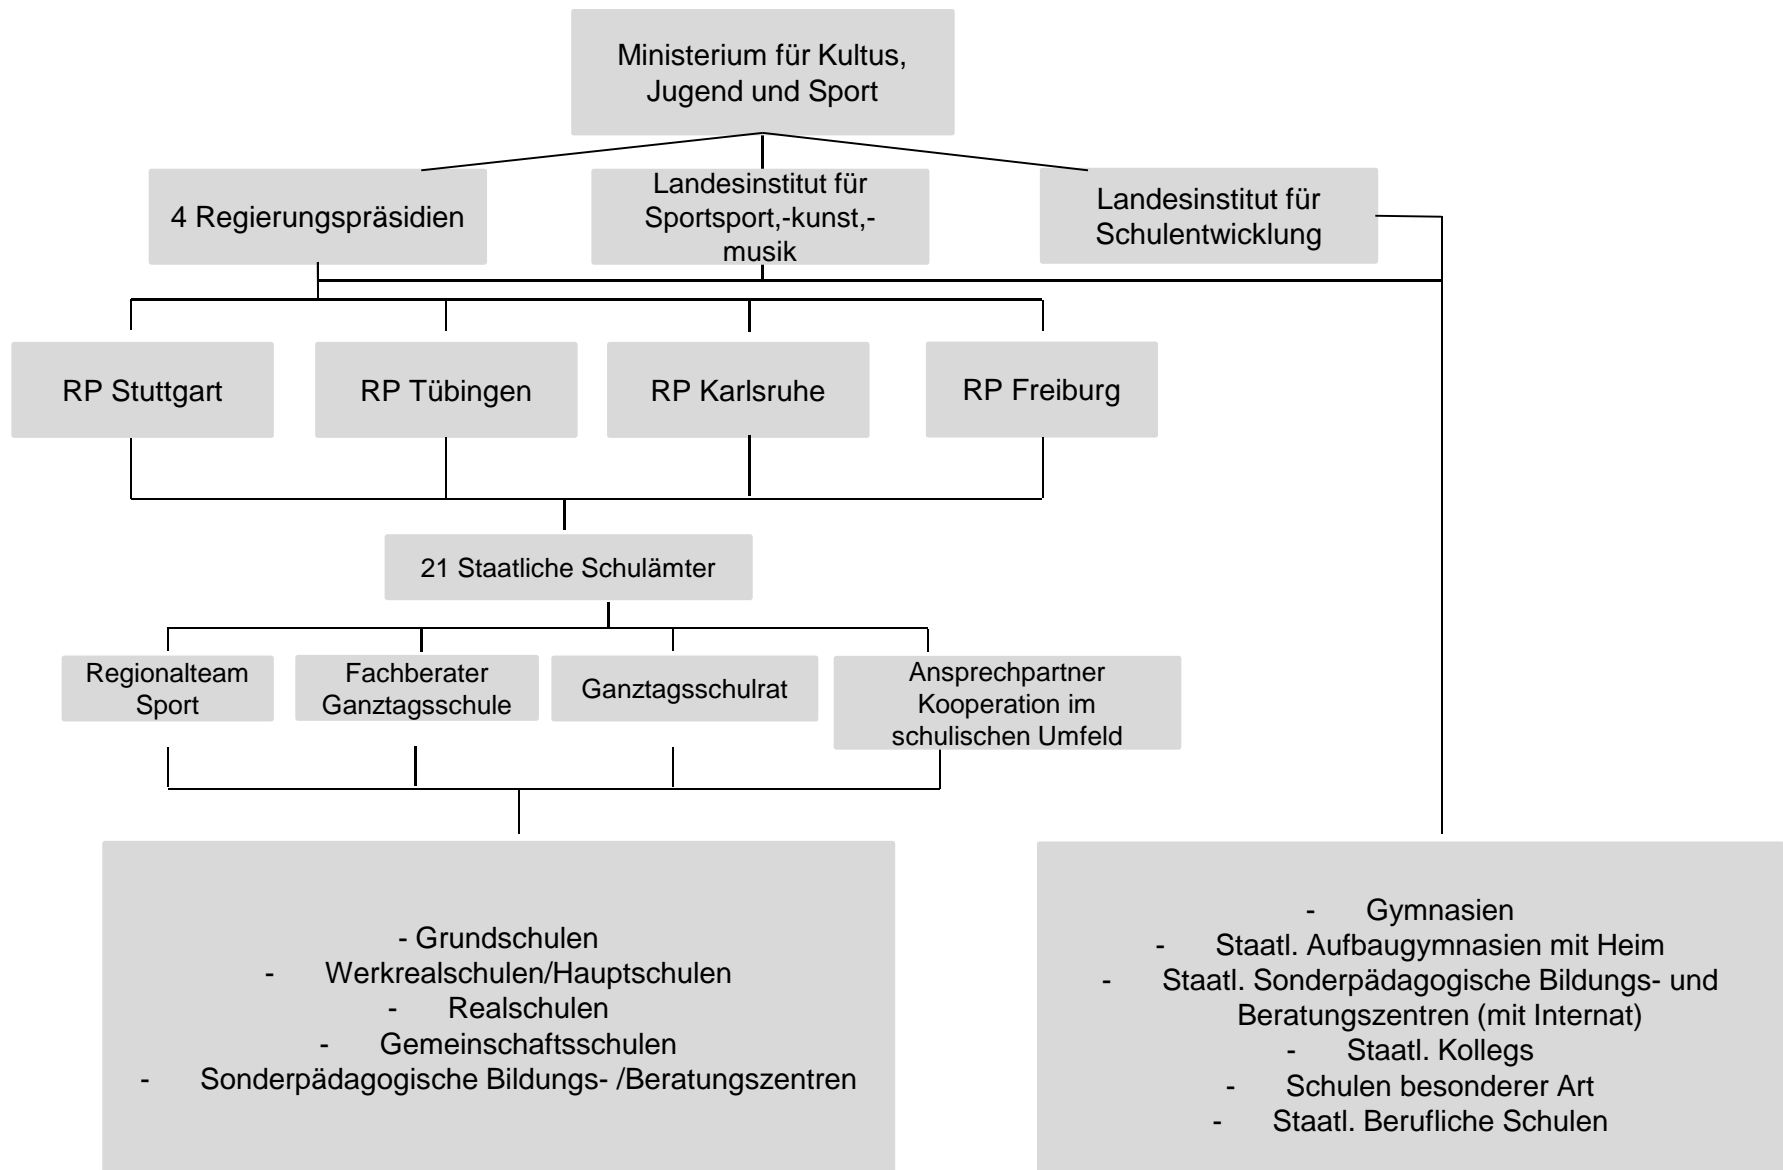 Ministerium für Kultus,
Jugend und Sport
4 Regierungspräsidien
Landesinstitut für
Sportsport,-kunst,-
musik
Landesinstitut für
Schulentwicklung
RP Stuttgart
RP Tübingen
RP Karlsruhe
RP Freiburg
21 Staatliche Schulämter
Regionalteam
Sport
Fachberater
Ganztagsschule
Ganztagsschulrat
Ansprechpartner
Kooperation im
schulischen Umfeld
- Grundschulen
- Werkrealschulen/Hauptschulen
- Realschulen
- Gemeinschaftsschulen
- Sonderpädagogische Bildungs- /Beratungszentren
- Gymnasien
- Staatl. Aufbaugymnasien mit Heim
- Staatl. Sonderpädagogische Bildungs- und
Beratungszentren (mit Internat)
- Staatl. Kollegs
- Schulen besonderer Art
- Staatl. Berufliche Schulen